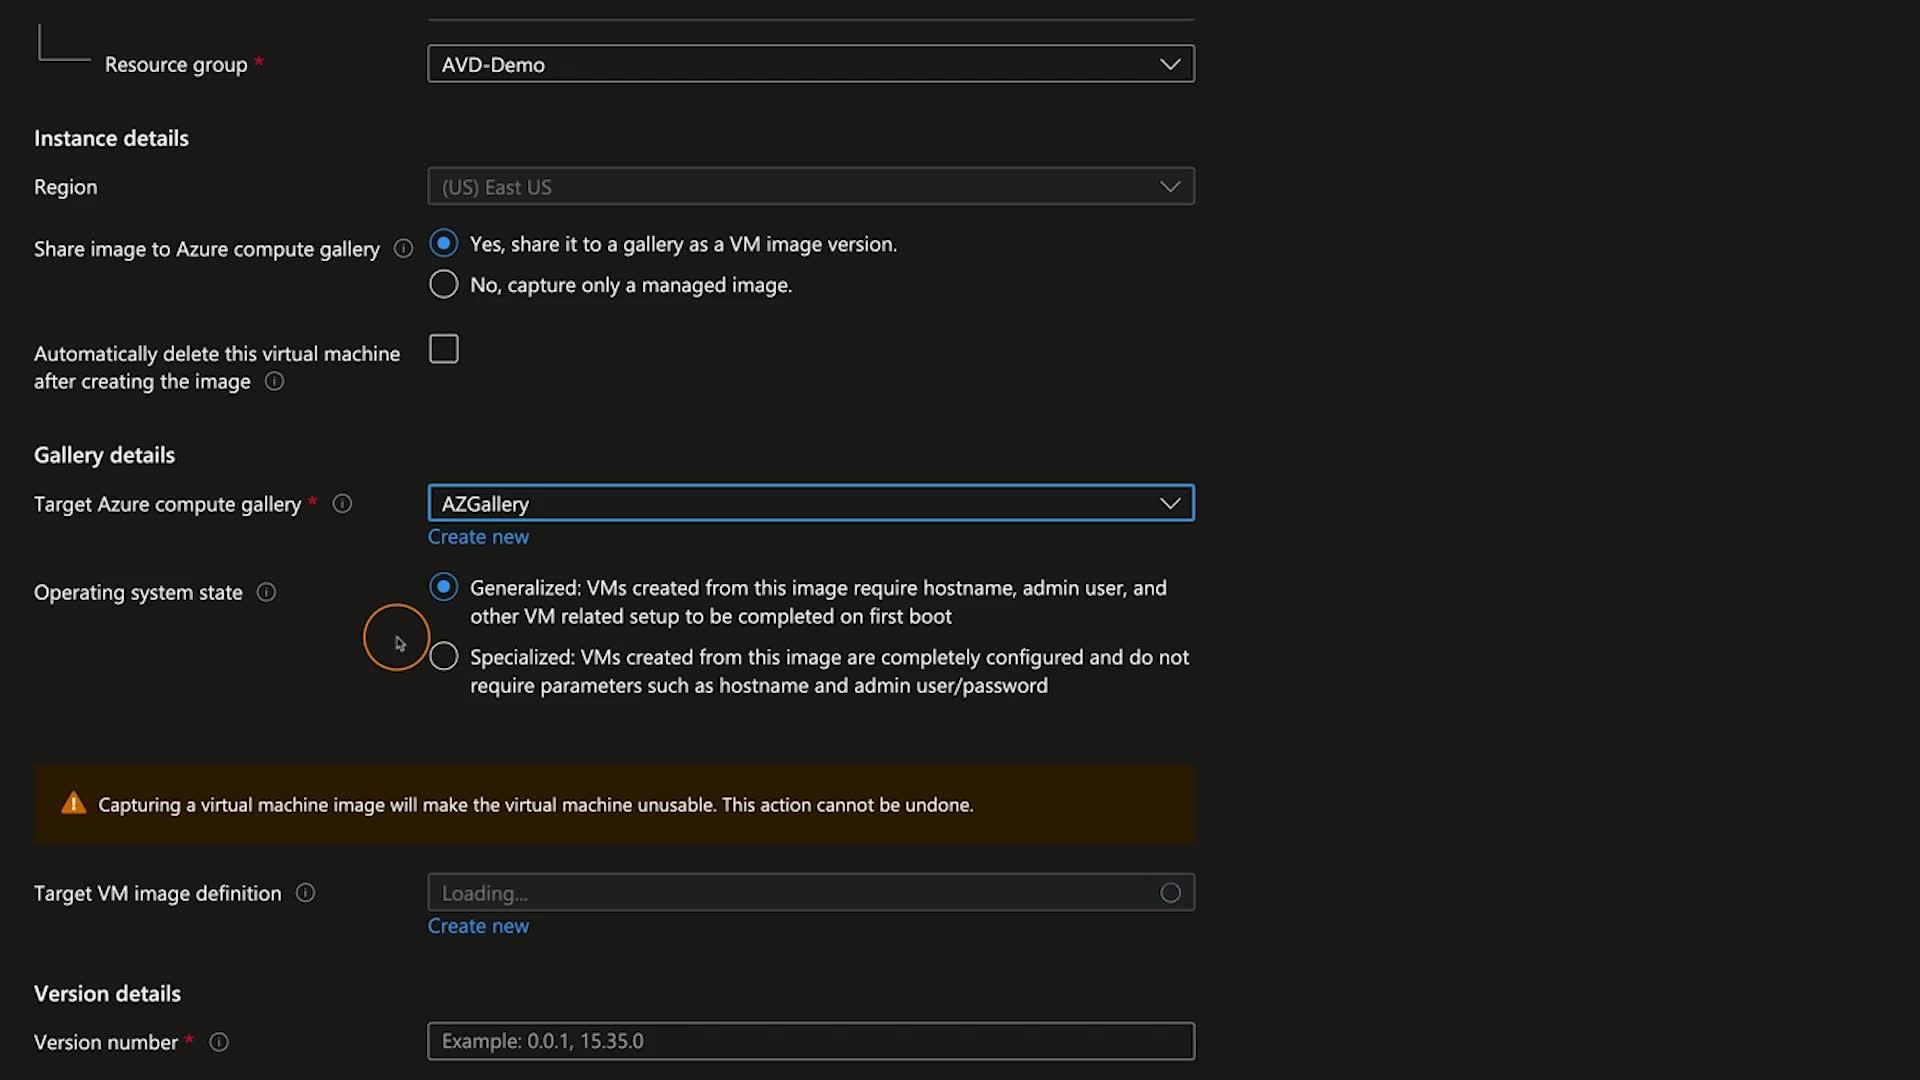 Resource group *
AVD-Demo
Instance details
Region
(US) East US
Share image to Azure compute gallery
Yes, share it to a gallery as a VM image version.
No, capture only a managed image.
Automatically delete this virtual machine
after creating the image
Gallery details
Target Azure compute gallery *
AZGallery
Create new
Operating system state
Generalized: VMs created from this image require hostname, admin user, and
other VM related setup to be completed on first boot
Specialized: VMs created from this image are completely configured and do not
require parameters such as hostname and admin user/password
Capturing a virtual machine image will make the virtual machine unusable. This action cannot be undone.
Target VM image definition
Loading...
Create new
Version details
Version number *
Example: 0.0.1, 15.35.0